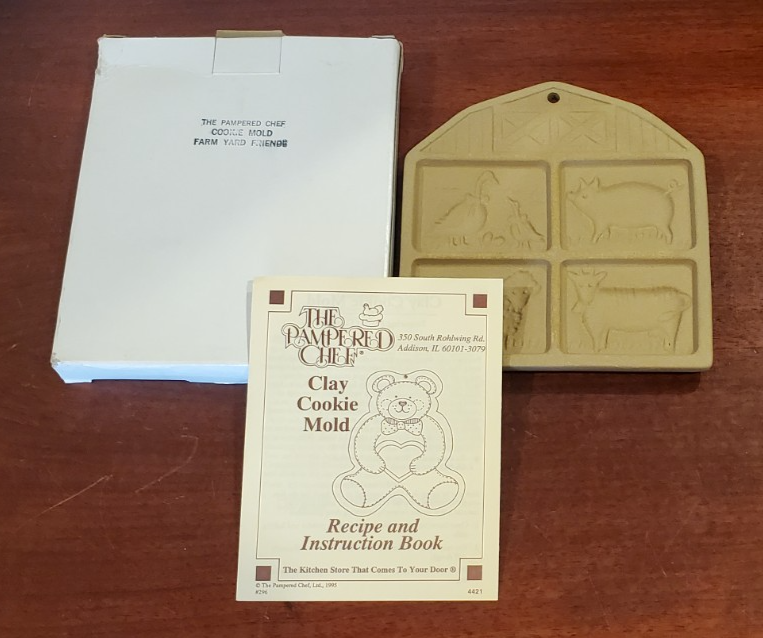 THE PAMPERED CHEF
COOKIE MOLD
FARM YARD FRIENDS
THE
PAMPERED
CHEF®
350 South Rohlwing Rd.
Addison, IL 60101-3079
Clay
Cookie
Mold
Recipe and
Instruction Book
The Kitchen Store That Comes To Your Door ®
© The Pampered Chef, Ltd., 1995
#296
4421